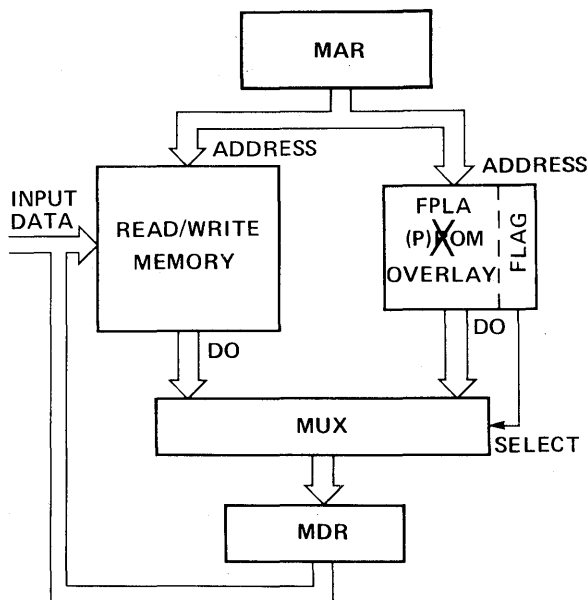 MAR
ADDRESS
ADDRESS
INPUT
DATA
READ/WRITE
MEMORY
FPLA
(P)ROM
OVERLAY
FLAG
DO
DO
MUX
SELECT
MDR